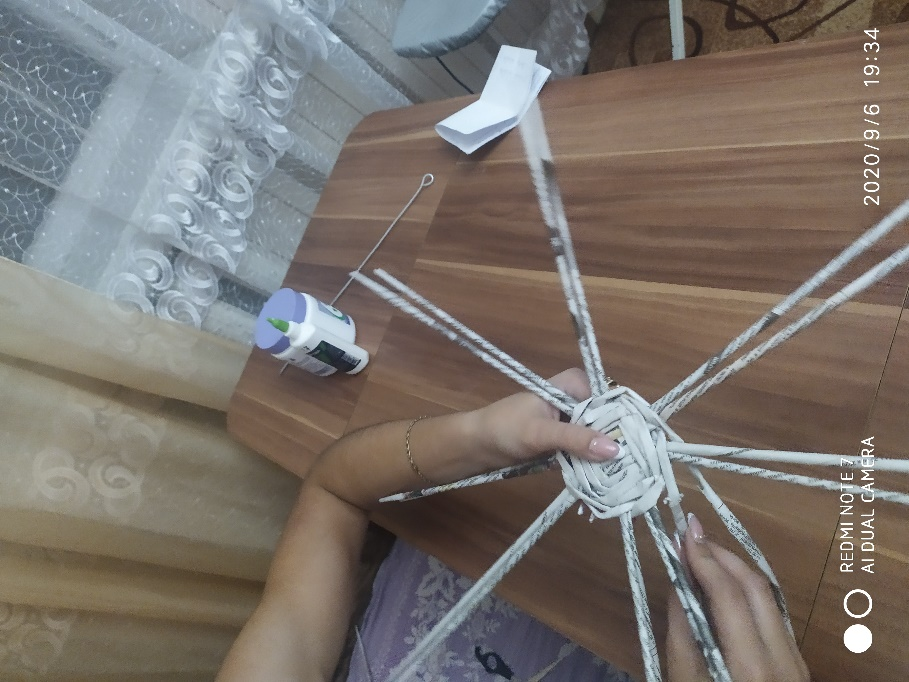 2020/9/6 19:34
REDMI NOTE 7
AI DUAL CAMERA